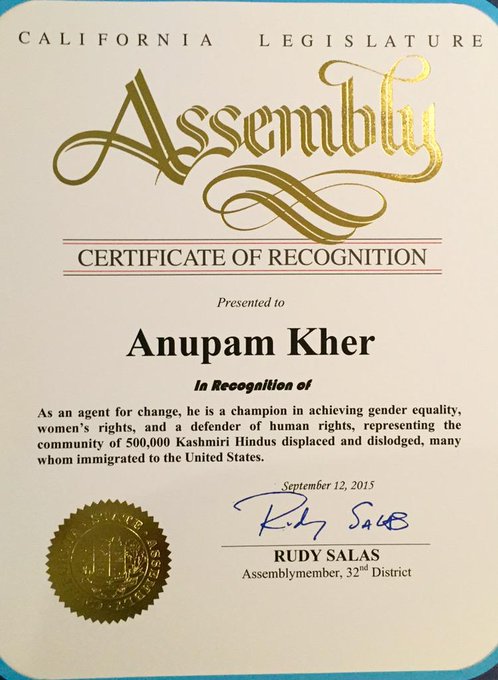 CALIFORNIA LEGISLATURE
Assembly
CERTIFICATE OF RECOGNITION
Presented to
Anupam Kher
In Recognition of
As an agent for change, he is a champion in achieving gender equality,
women's rights, and a defender of human rights, representing the
community of 500,000 Kashmiri Hindus displaced and dislodged, many
whom immigrated to the United States.
September 12, 2015
Rudy Salas
RUDY SALAS
Assemblymember, 32nd District